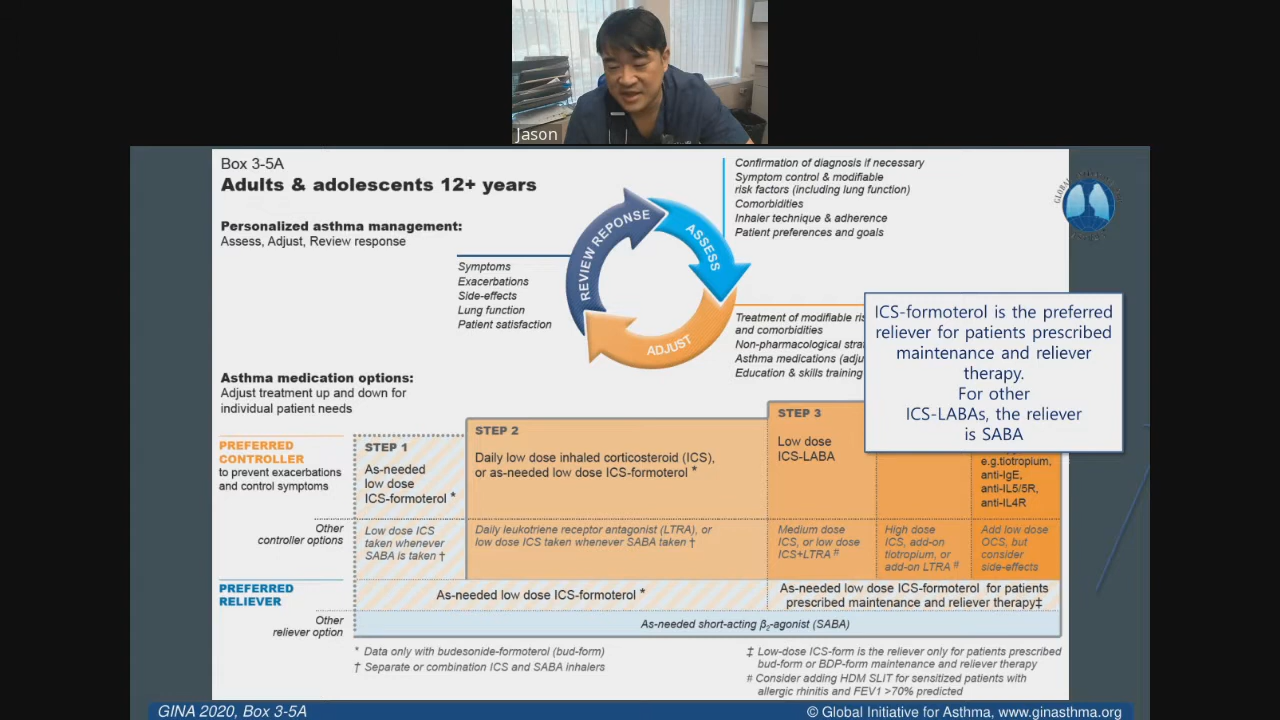 Jason
Box 3-5A
Adults & adolescents 12+ years
Personalized asthma management:
Assess, Adjust, Review response
Symptoms
Exacerbations
Side-effects
Lung function
Patient satisfaction
REVIEW REPONSE
ASSESS
ADJUST
Confirmation of diagnosis if necessary
Symptom control & modifiable
risk factors (including lung function)
Comorbidities
Inhaler technique & adherence
Patient preferences and goals
Treatment of modifiable ris
and comorbidities
Non-pharmacological strat
Asthma medications (adju
Education & skills training
ICS-formoterol is the preferred
reliever for patients prescribed
maintenance and reliever
therapy.
For other
ICS-LABAs, the reliever
is SABA
Asthma medication options:
Adjust treatment up and down for
individual patient needs
PREFERRED
CONTROLLER
to prevent exacerbations
and control symptoms
STEP 1
As-needed
low dose
ICS-formoterol *
STEP 2
Daily low dose inhaled corticosteroid (ICS),
or as-needed low dose ICS-formoterol *
STEP 3
Low dose
ICS-LABA
e.g.tiotropium,
anti-IgE,
anti-IL5/5R,
anti-IL4R
Other
controller options
Low dose ICS
taken whenever
SABA is taken †
Daily leukotriene receptor antagonist (LTRA), or
low dose ICS taken whenever SABA taken †
Medium dose
ICS, or low dose
ICS+LTRA #
High dose
ICS, add-on
tiotropium, or
add-on LTRA #
Add low dose
OCS, but
consider
side-effects
PREFERRED
RELIEVER
As-needed low dose ICS-formoterol *
As-needed low dose ICS-formoterol for patients
prescribed maintenance and reliever therapy‡
Other
reliever option
As-needed short-acting β2-agonist (SABA)
* Data only with budesonide-formoterol (bud-form)
† Separate or combination ICS and SABA inhalers
‡ Low-dose ICS-form is the reliever only for patients prescribed
bud-form or BDP-form maintenance and reliever therapy
# Consider adding HDM SLIT for sensitized patients with
allergic rhinitis and FEV1 >70% predicted
GINA 2020, Box 3-5A
© Global Initiative for Asthma, www.ginasthma.org